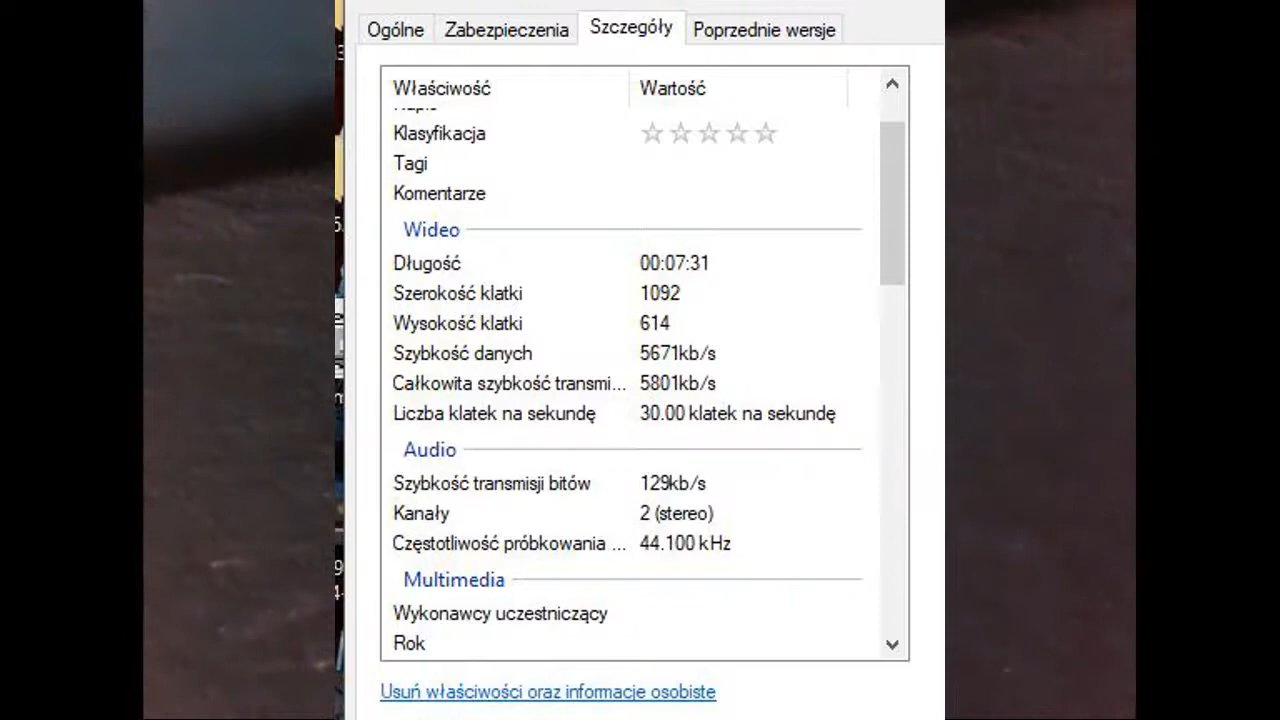 Ogólne Zabezpieczenia Szczegóły Poprzednie wersje
Właściwość Wartość
Klasyfikacja
Tagi
Komentarze
Wideo
Długość 00:07:31
Szerokość klatki 1092
Wysokość klatki 614
Szybkość danych 5671kb/s
Całkowita szybkość transmi... 5801kb/s
Liczba klatek na sekundę 30.00 klatek na sekundę
Audio
Szybkość transmisji bitów 129kb/s
Kanały 2 (stereo)
Częstotliwość próbkowania ... 44.100 kHz
Multimedia
Wykonawcy uczestniczący
Rok
Usuń właściwości oraz informacje osobiste